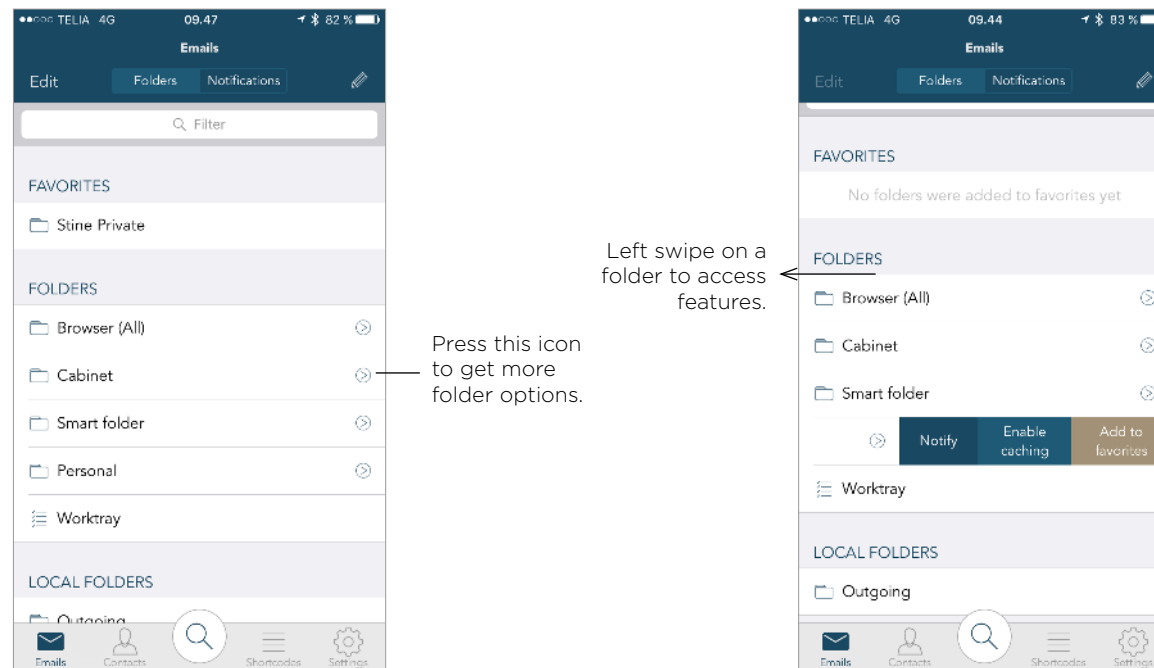 TELIA 4G 09.47 82 %
Emails
Edit Folders Notifications
Filter
FAVORITES
Stine Private
FOLDERS
Browser (All)
Cabinet
Smart folder
Personal
Worktray
LOCAL FOLDERS
Outgoing
Emails Contacts Shortcodes Settings
Press this icon
to get more
folder options.
Left swipe on a
folder to access
features.
TELIA 4G 09.44 83 %
Emails
Edit Folders Notifications
FAVORITES
No folders were added to favorites yet
FOLDERS
Browser (All)
Cabinet
Smart folder
Notify Enable caching Add to favorites
Worktray
LOCAL FOLDERS
Outgoing
Emails Contacts Shortcodes Settings